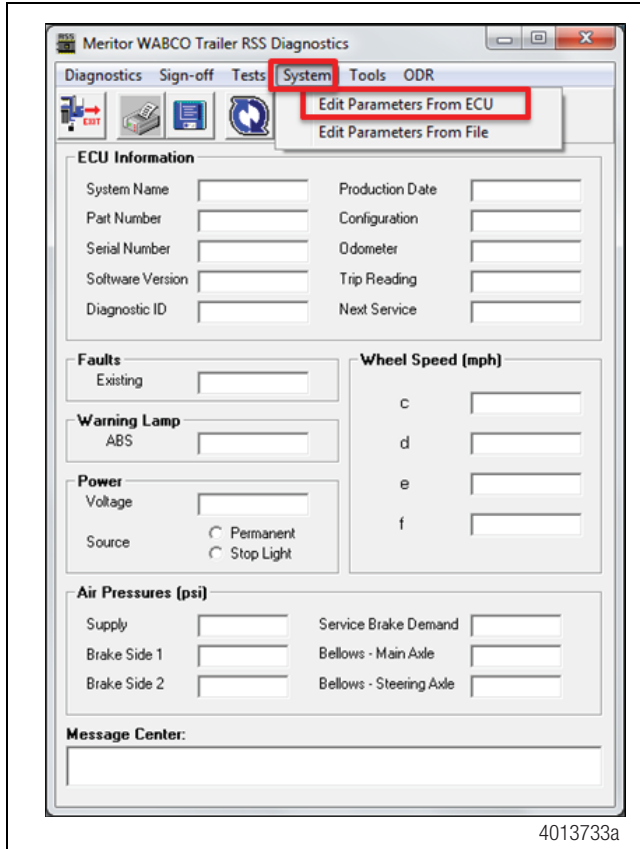 RSS Meritor WABCO Trailer RSS Diagnostics
Diagnostics Sign-off Tests System Tools ODR
EXIT
Edit Parameters From ECU
Edit Parameters From File
ECU Information
System Name Production Date
Part Number Configuration
Serial Number Odometer
Software Version Trip Reading
Diagnostic ID Next Service
Faults
Existing
Warning Lamp
ABS
Power
Voltage
Source Permanent
Stop Light
Wheel Speed (mph)
c
d
e
f
Air Pressures (psi)
Supply Service Brake Demand
Brake Side 1 Bellows - Main Axle
Brake Side 2 Bellows - Steering Axle
Message Center:
4013733a